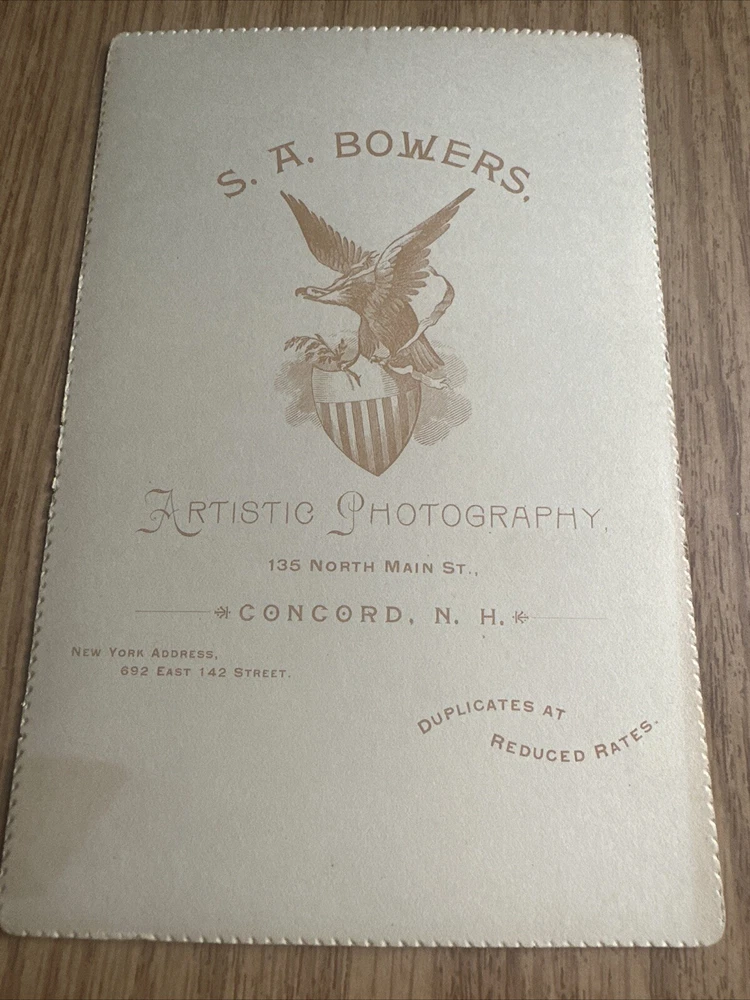 S. A. BOWERS,
ARTISTIC PHOTOGRAPHY,
135 NORTH MAIN ST.,
CONCORD, N. H.
NEW YORK ADDRESS,
692 EAST 142 STREET.
DUPLICATES AT
REDUCED RATES.